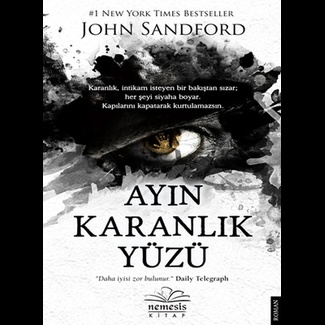 #1 NEW YORK TIMES BESTSELLER
JOHN SANDFORD
Karanlık, intikam isteyen bir bakıştan sızar;
her şeyi siyaha boyar.
Kapılarını kapatarak kurtulamazsın.
AYIN
KARANLIK
YÜZÜ
"Daha iyisi zor bulunur." Daily Telegraph
nemesis
KİTAP
ROMAN